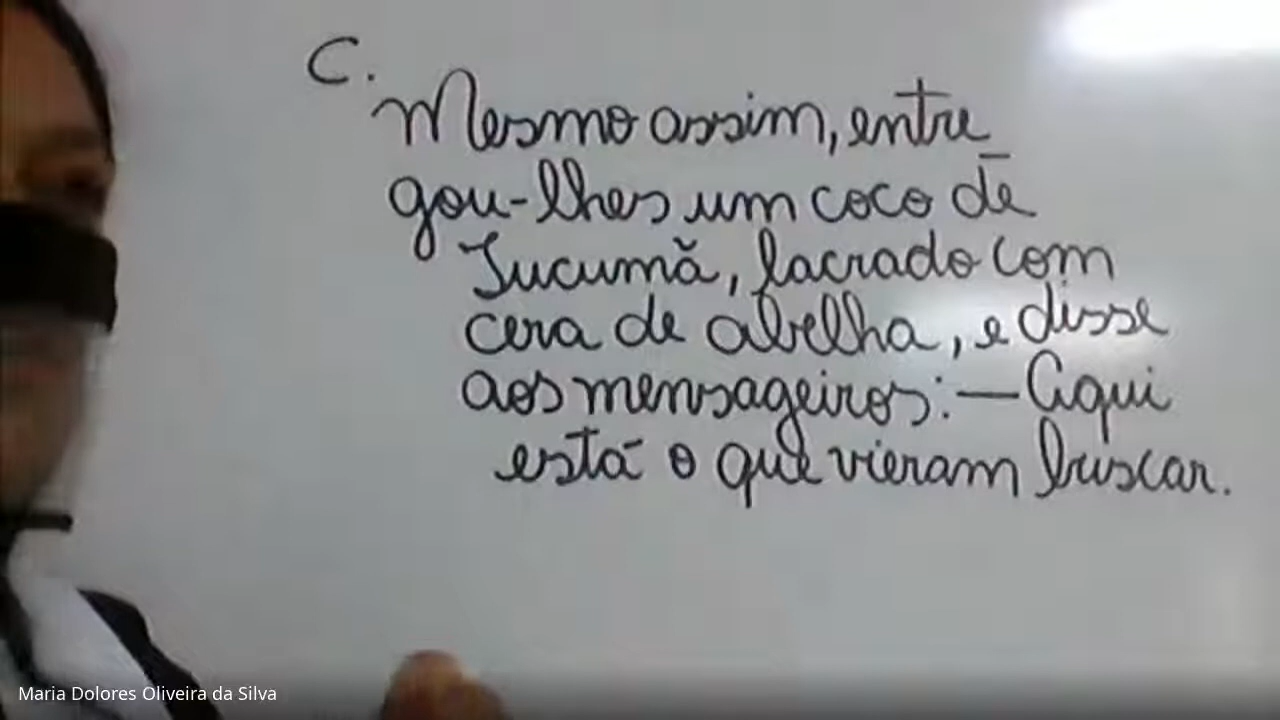 C.
Mesmo assim, entre
gou-lhes um coco de
Tucumã, lacrado com
cera de abelha, e disse
aos mensageiros: — Aqui
está o que vieram buscar.
Maria Dolores Oliveira da Silva